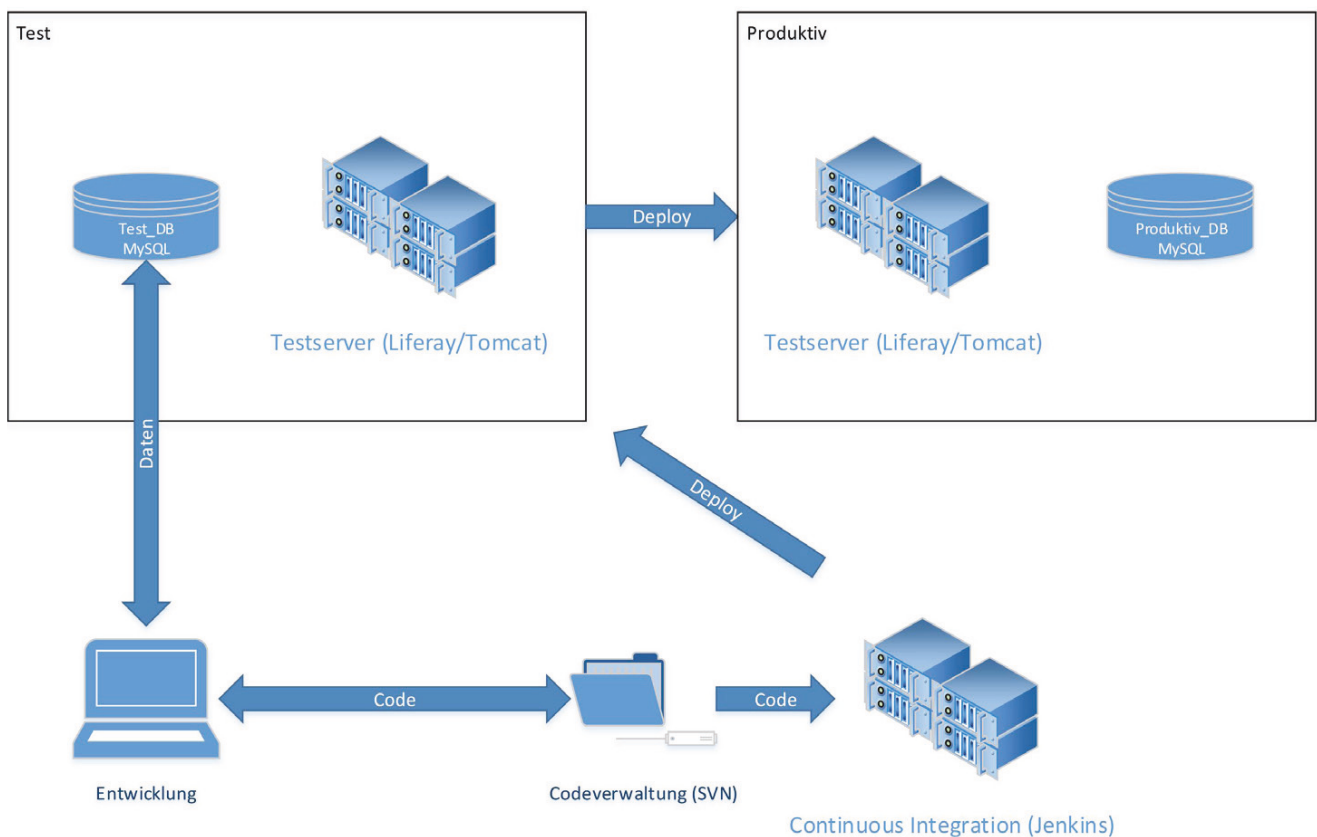 Test
Produktiv
Test_DB
MySQL
Testserver (Liferay/Tomcat)
Deploy
Testserver (Liferay/Tomcat)
Produktiv_DB
MySQL
Daten
Deploy
Code
Code
Entwicklung
Codeverwaltung (SVN)
Continuous Integration (Jenkins)